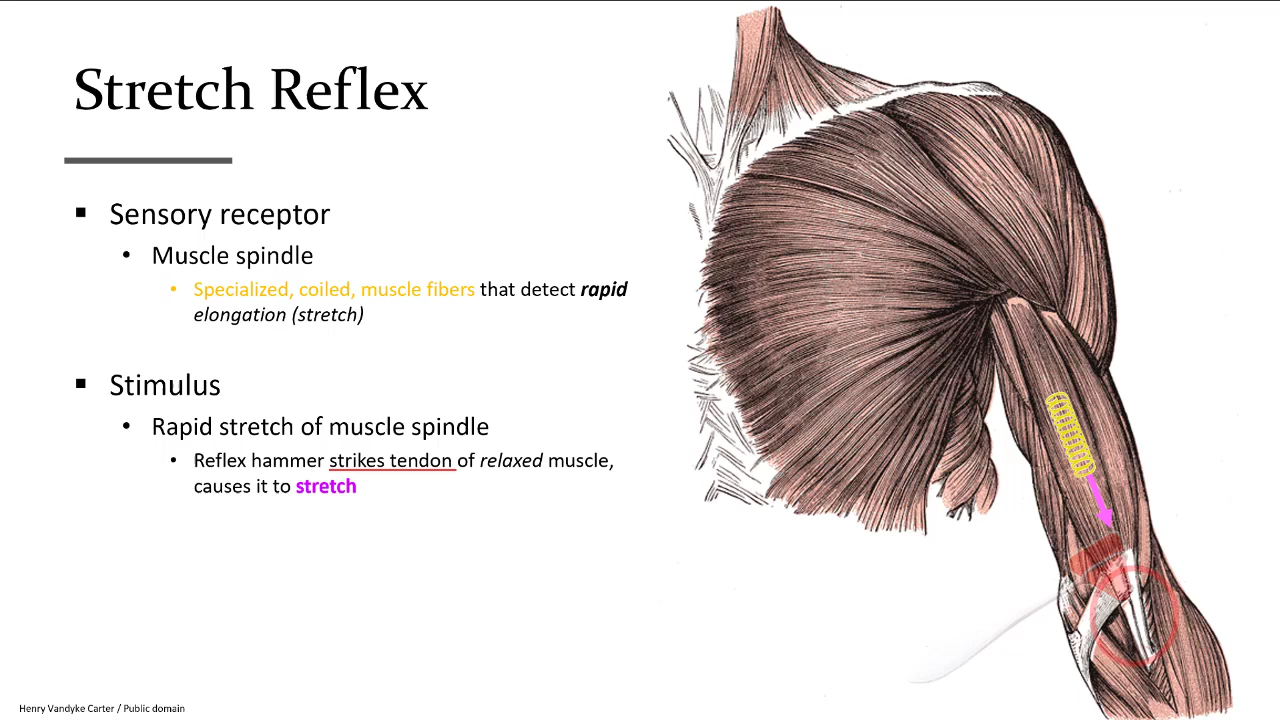 Stretch Reflex
▪ Sensory receptor
• Muscle spindle
• Specialized, coiled, muscle fibers that detect rapid
elongation (stretch)
▪ Stimulus
• Rapid stretch of muscle spindle
• Reflex hammer strikes tendon of relaxed muscle,
causes it to stretch
Henry Vandyke Carter / Public domain